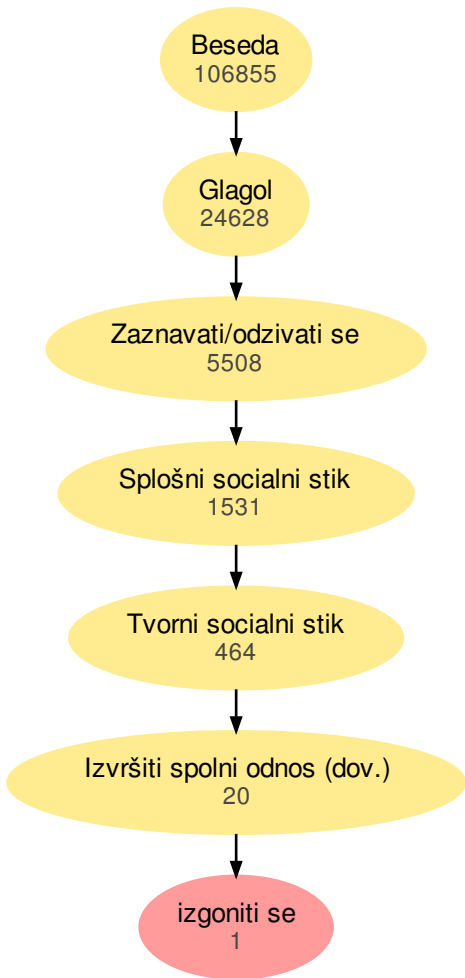 Beseda
106855
Glagol
24628
Zaznavati/odzivati se
5508
Splošni socialni stik
1531
Tvorni socialni stik
464
Izvršiti spolni odnos (dov.)
20
izgoniti se
1